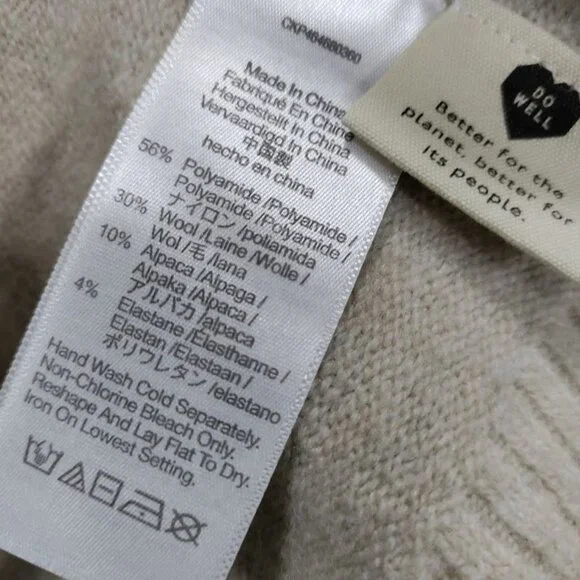 CKP464680360
Made In China
Fabriqué En Chine
Hergestellt In China
Vervaardigd In China
中国製
hecho en china
56% Polyamide /Polyamide /
Polyamide /Polyamide /
ナイロン /poliamida
30% Wool /Laine /Wolle /
Wol /毛 /lana
10% Alpaca /Alpaga /
Alpaka /Alpaca /
アルパカ /alpaca
4% Elastane /Elasthanne /
Elastan /Elastaan /
ポリウレタン /elastano
Hand Wash Cold Separately.
Non-Chlorine Bleach Only.
Reshape And Lay Flat To Dry.
Iron On Lowest Setting.
DO
WELL
Better for the
planet, better for
its people.